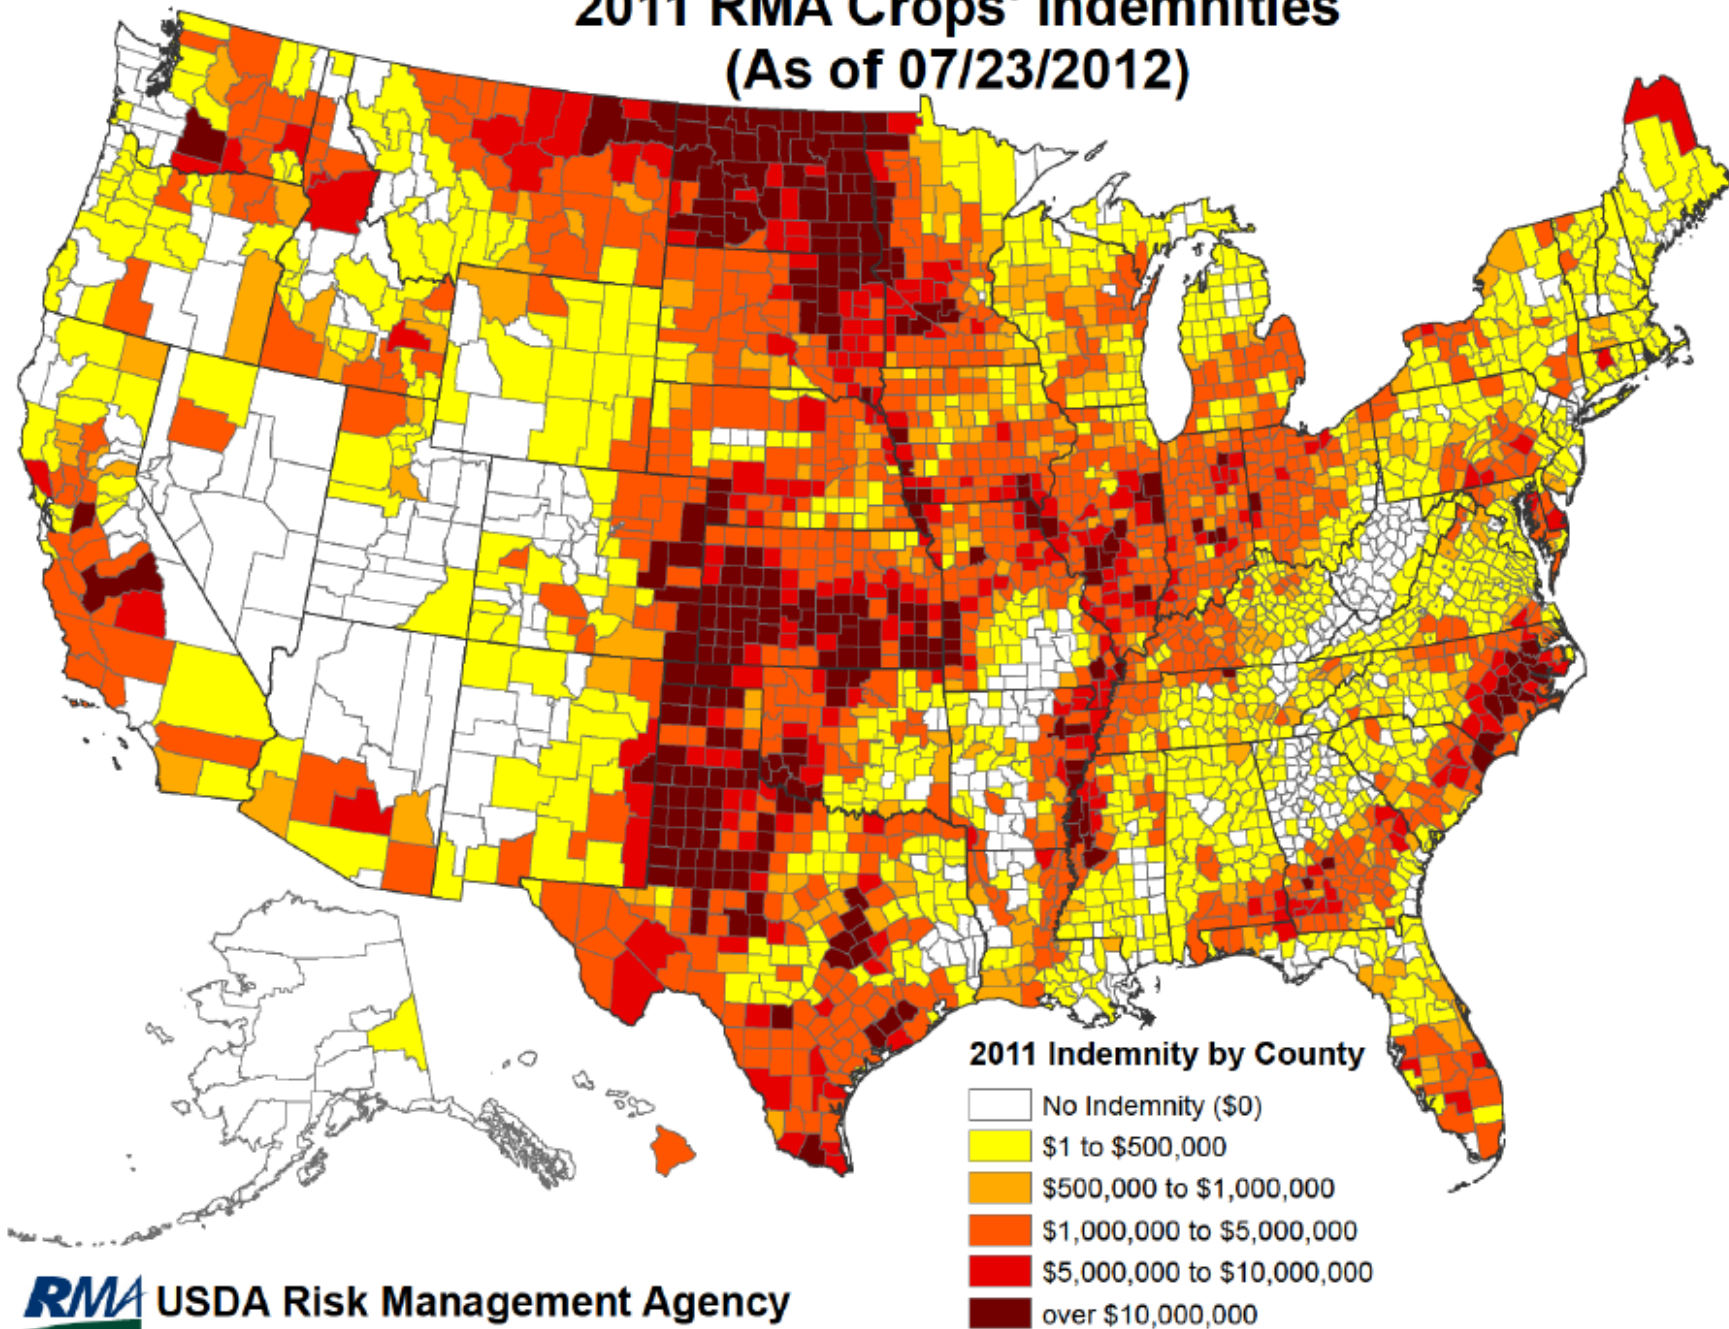 2011 RMA Crops' Indemnities
(As of 07/23/2012)
2011 Indemnity by County
No Indemnity ($0)
$1 to $500,000
$500,000 to $1,000,000
$1,000,000 to $5,000,000
$5,000,000 to $10,000,000
over $10,000,000
RMA USDA Risk Management Agency